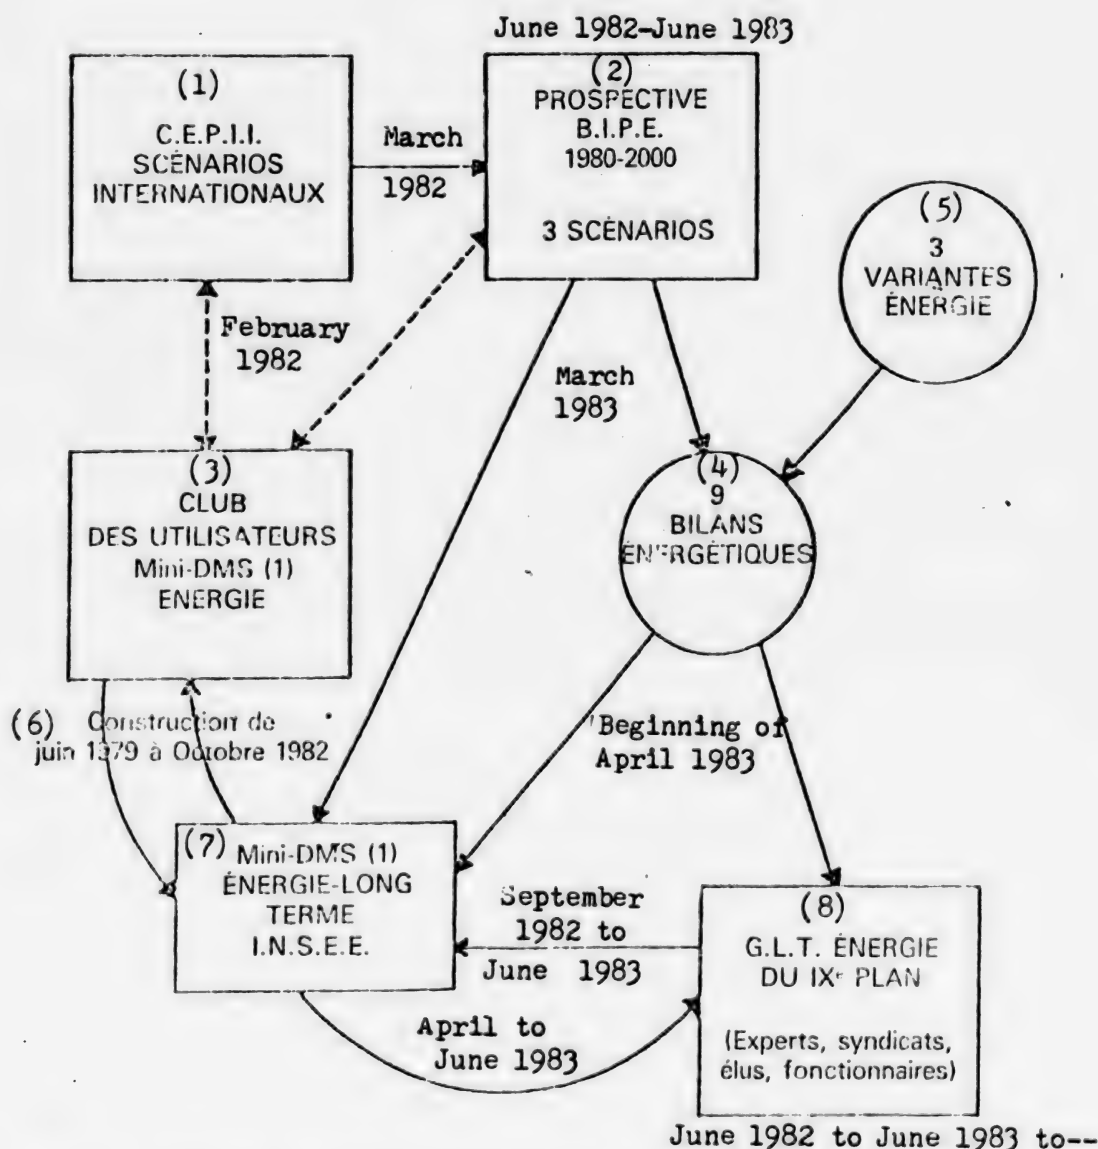 June 1982-June 1983
(1)
C.E.P.I.I.
SCÉNARIOS
INTERNATIONAUX
March
1982
(2)
PROSPECTIVE
B.I.P.E.
1980-2000
3 SCÉNARIOS
(5)
3
VARIANTES
ÉNERGIE
February
1982
March
1983
(3)
CLUB
DES UTILISATEURS
Mini-DMS (1)
ENERGIE
(4)
9
BILANS
ÉNERGÉTIQUES
(6) Construction de
juin 1979 à Octobre 1982
Beginning of
April 1983
(7) Mini-DMS (1)
ÉNERGIE-LONG
TERME
I.N.S.E.E.
September
1982 to
June 1983
(8)
G.L.T. ÉNERGIE
DU IXe PLAN
(Experts, syndicats,
élus, fonctionnaires)
April to
June 1983
June 1982 to June 1983 to--